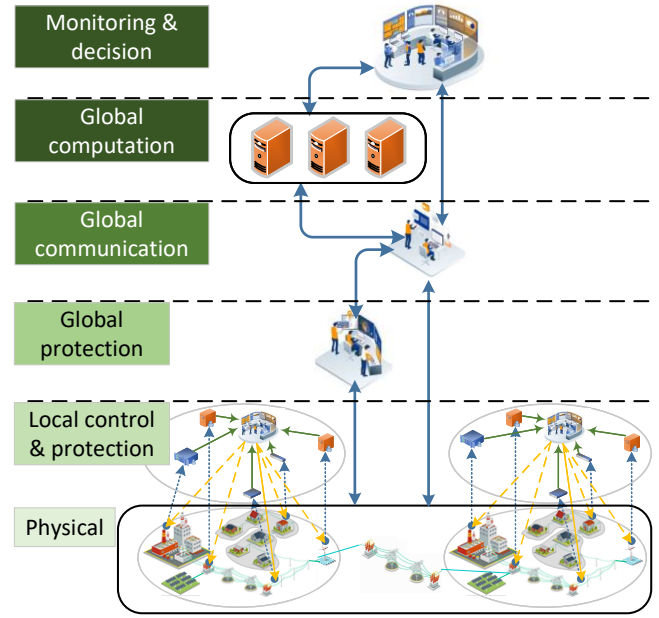 Monitoring &
decision
Global
computation
Global
communication
Global
protection
Local control
& protection
Physical